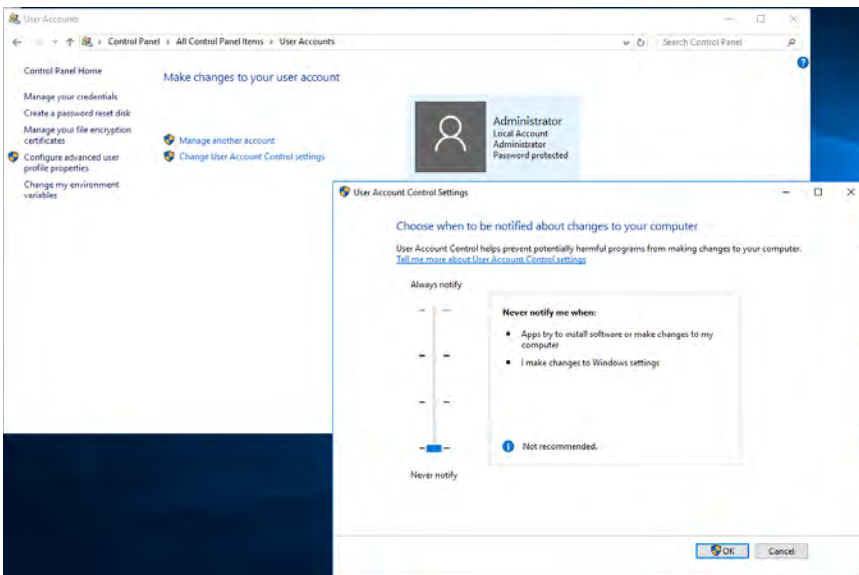 User Accounts
Control Panel › All Control Panel Items › User Accounts
Search Control Panel
Control Panel Home
Manage your credentials
Create a password reset disk
Manage your file encryption
certificates
Configure advanced user
profile properties
Change my environment
variables
Make changes to your user account
Manage another account
Change User Account Control settings
Administrator
Local Account
Administrator
Password protected
User Account Control Settings
Choose when to be notified about changes to your computer
User Account Control helps prevent potentially harmful programs from making changes to your computer.
Tell me more about User Account Control settings
Always notify
Never notify me when:
• Apps try to install software or make changes to my
computer
• I make changes to Windows settings
Not recommended.
Never notify
OK
Cancel